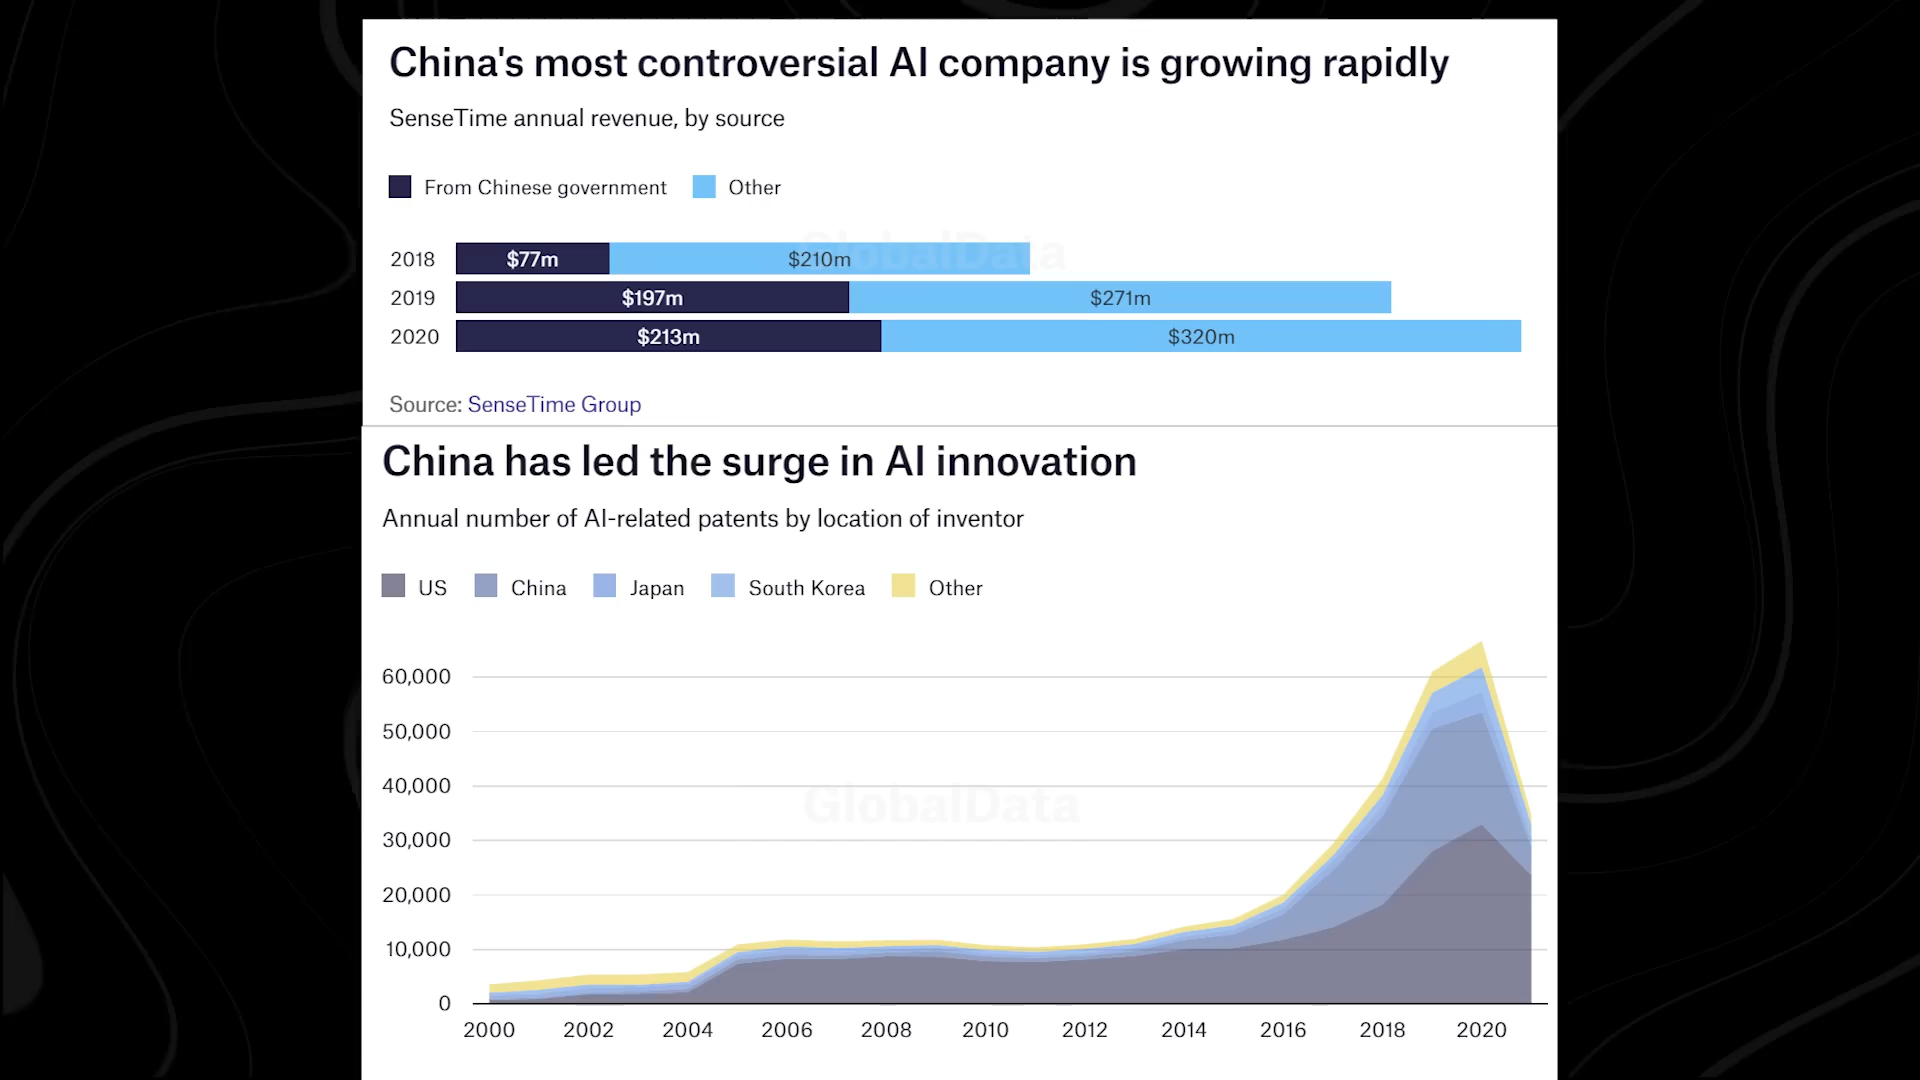 China's most controversial AI company is growing rapidly
SenseTime annual revenue, by source
From Chinese government Other
GlobalData
2018 $77m $210m
2019 $197m $271m
2020 $213m $320m
Source: SenseTime Group
China has led the surge in AI innovation
Annual number of AI-related patents by location of inventor
US China Japan South Korea Other
60,000
50,000
40,000
GlobalData
30,000
20,000
10,000
0
2000 2002 2004 2006 2008 2010 2012 2014 2016 2018 2020